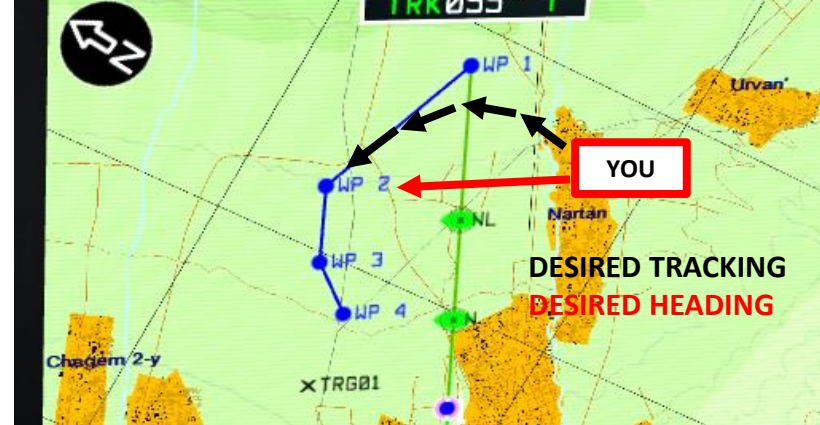 TRK055 T
N
WP 1
Urvan'
YOU
WP 2
NL
Nartan
WP 3
DESIRED TRACKING
DESIRED HEADING
WP 4
N
Chagem 2-y
×TRG01